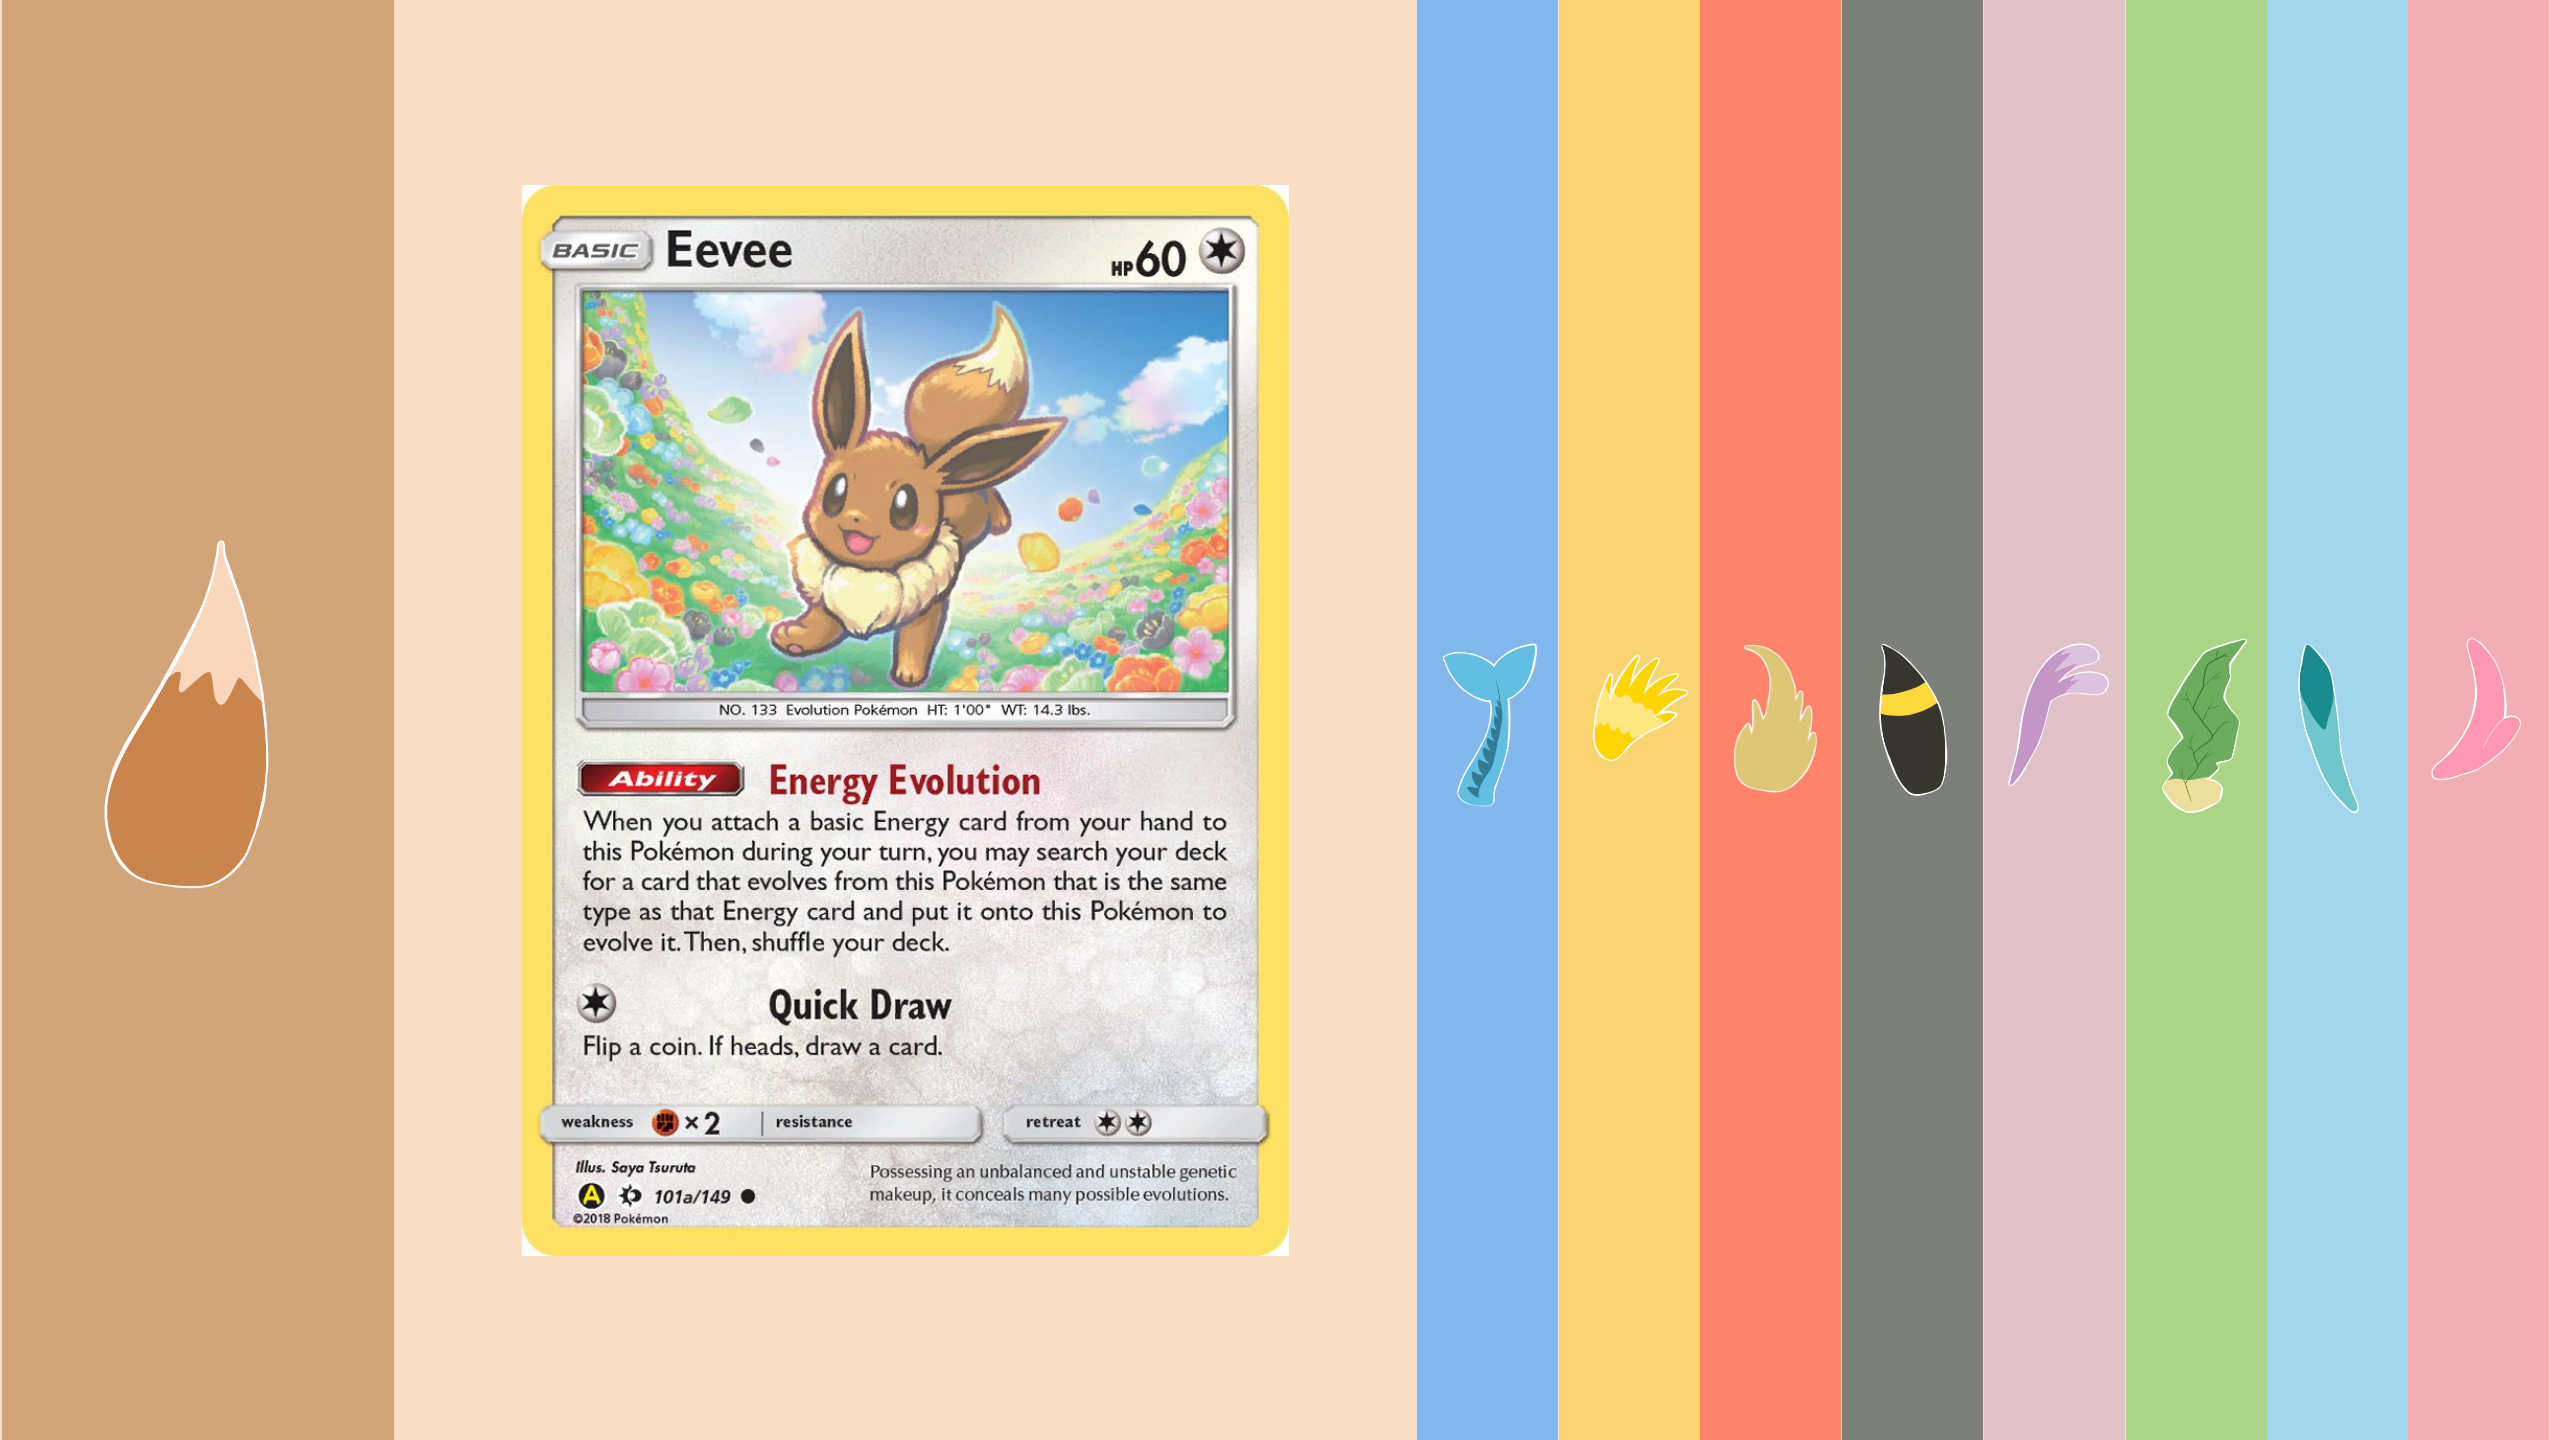 BASIC Eevee HP60
NO. 133 Evolution Pokémon HT: 1'00" WT: 14.3 lbs.
Ability Energy Evolution
When you attach a basic Energy card from your hand to
this Pokémon during your turn, you may search your deck
for a card that evolves from this Pokémon that is the same
type as that Energy card and put it onto this Pokémon to
evolve it. Then, shuffle your deck.
Quick Draw
Flip a coin. If heads, draw a card.
weakness ×2 resistance retreat
Illus. Saya Tsuruta
A 101a/149
©2018 Pokémon
Possessing an unbalanced and unstable genetic
makeup, it conceals many possible evolutions.